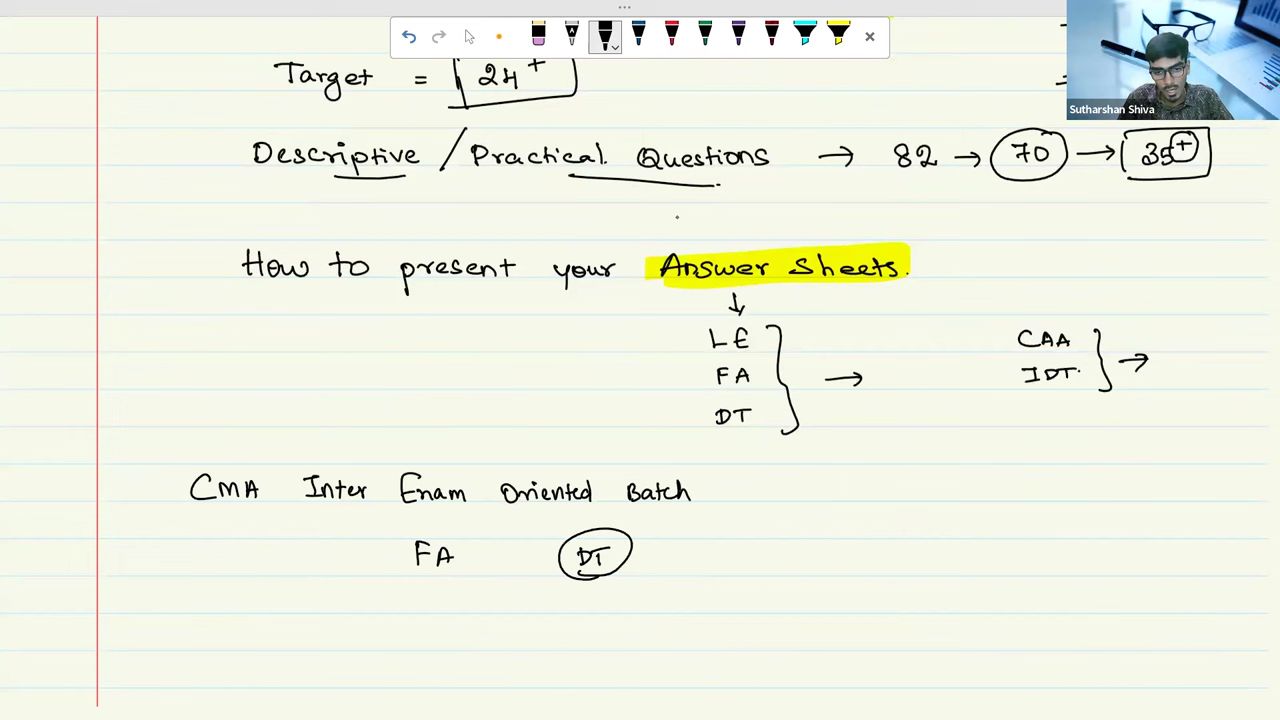 Target = 24+
Sutharshan Shiva
Descriptive / Practical Questions → 82 → 70 → 35+
How to present your Answer sheets.
↓
LE
FA
DT
→
CAA
IDT
→
CMA Inter Exam Oriented Batch
FA DT